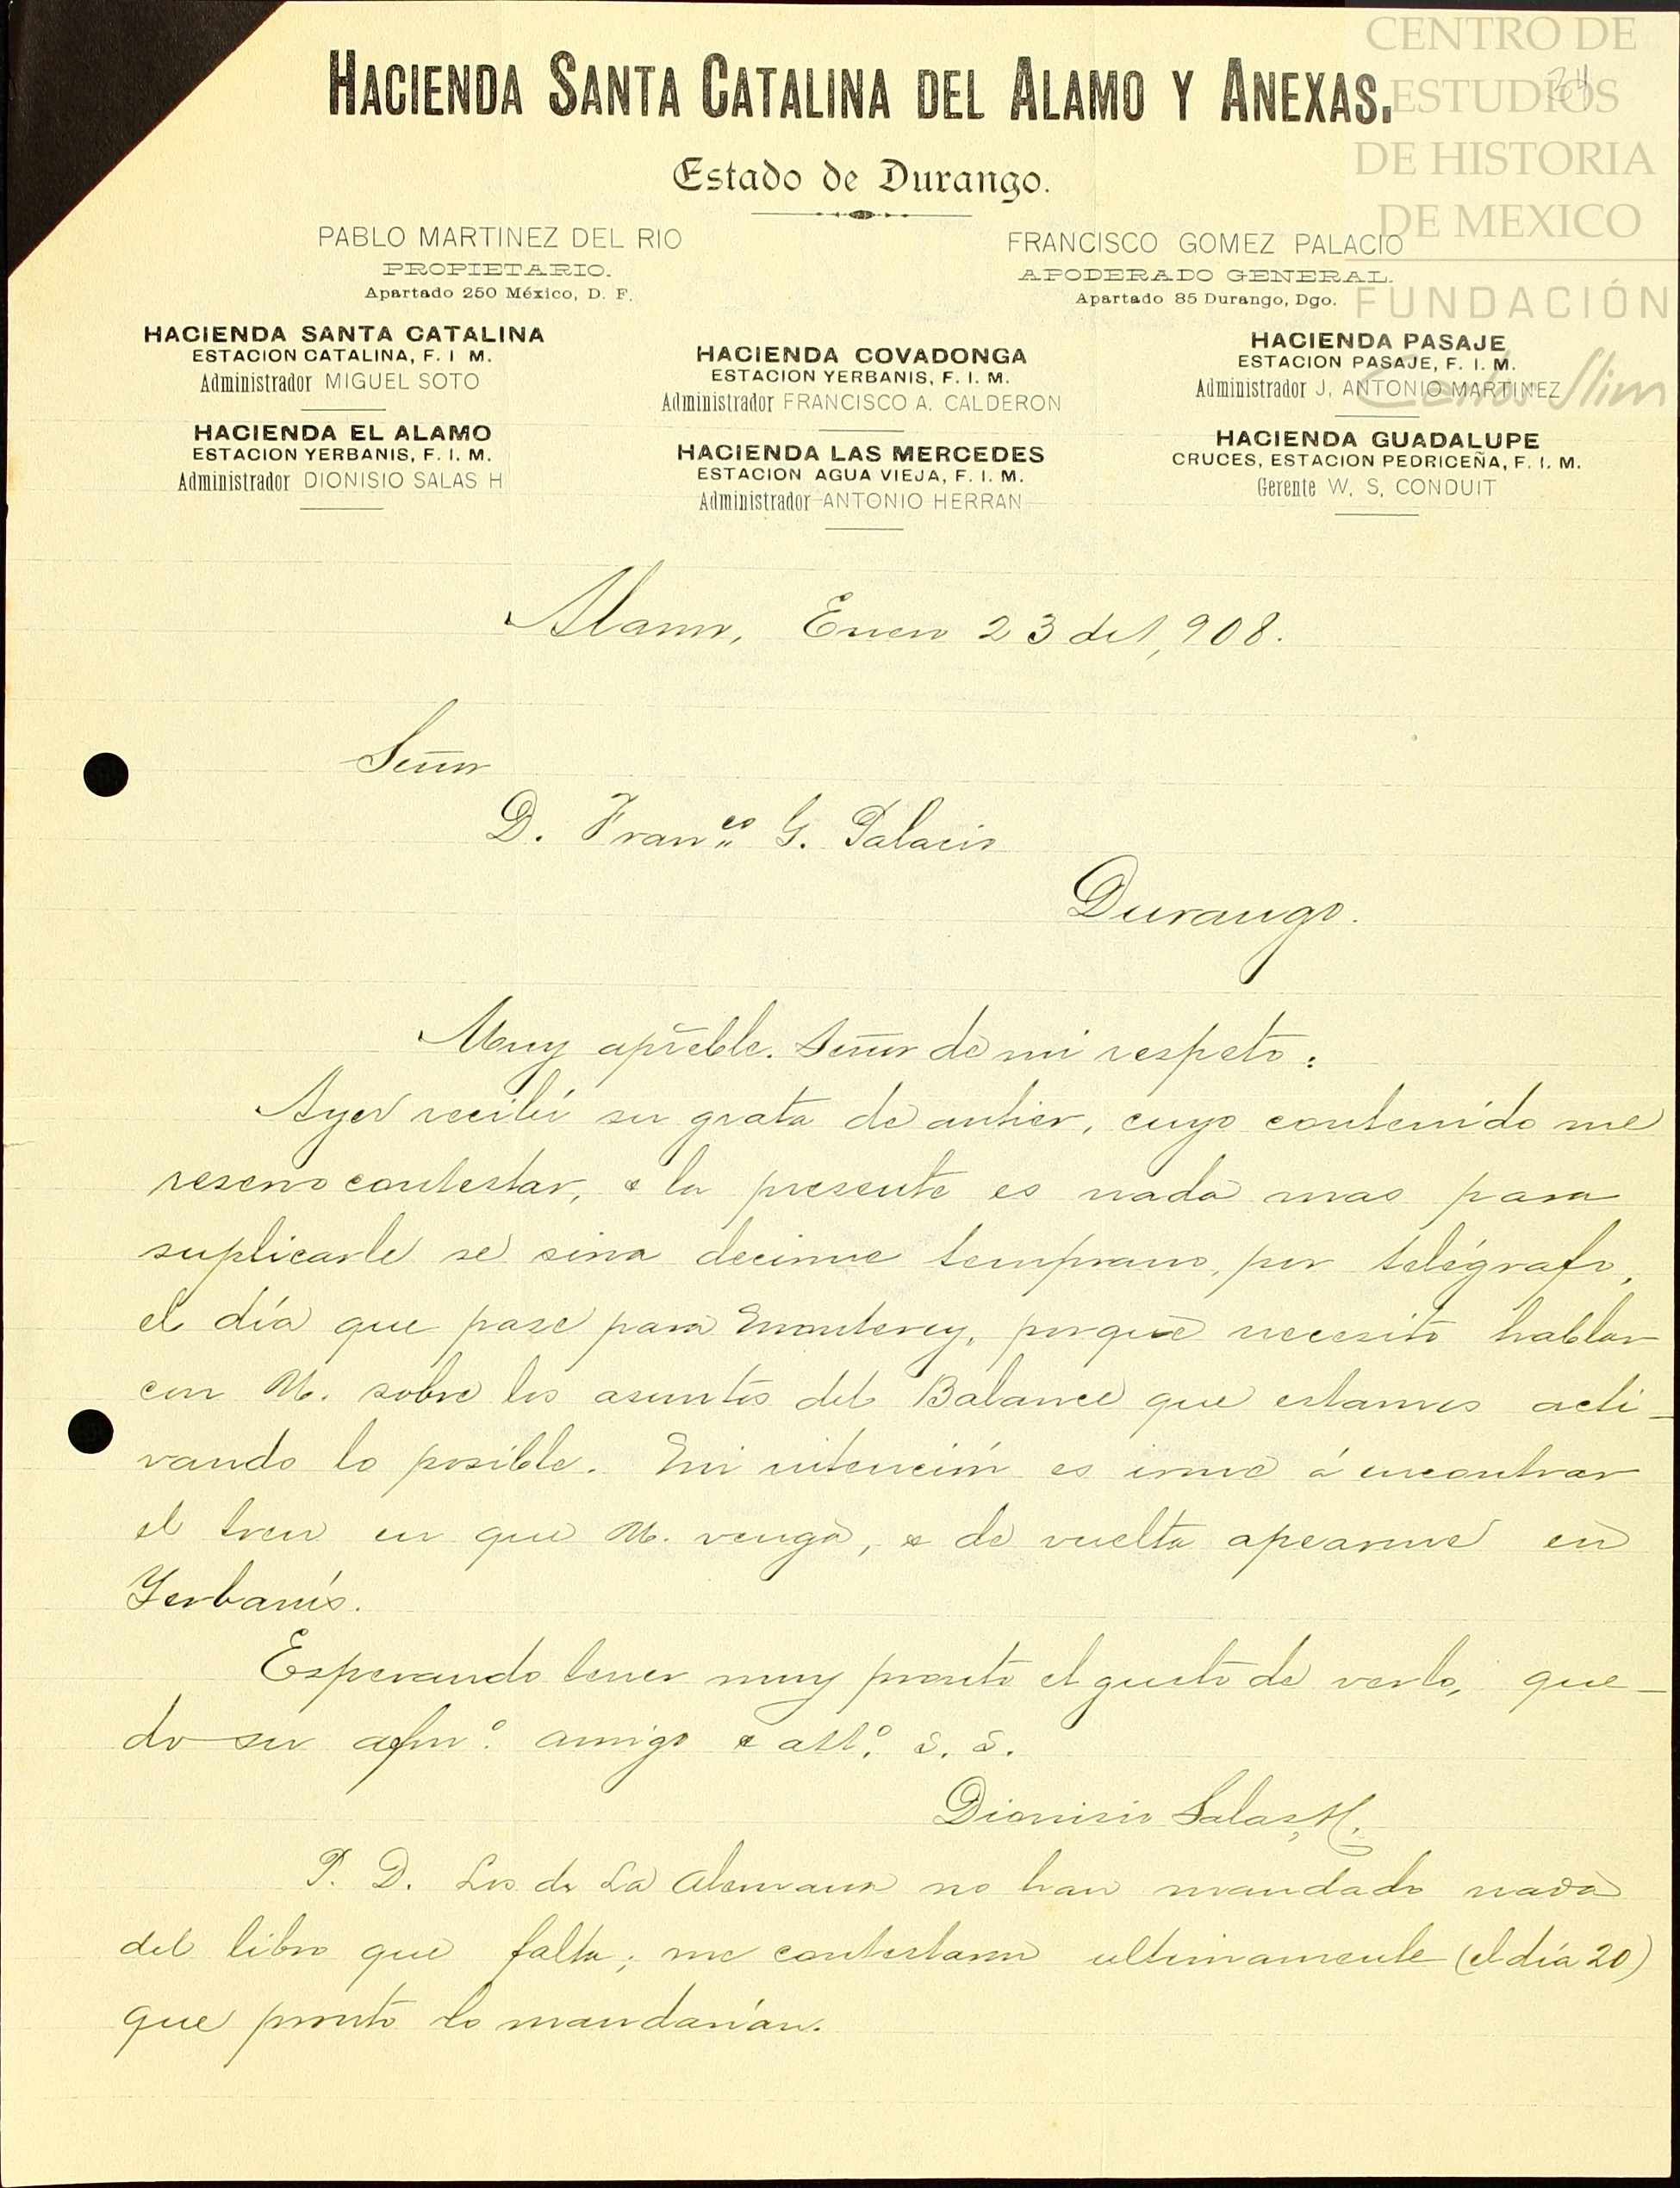 CENTRO DE
ESTUDIOS
DE HISTORIA
DE MEXICO
FUNDACIÓN
Carlos Slim
34
HACIENDA SANTA CATALINA DEL ALAMO Y ANEXAS.
Estado de Durango.
PABLO MARTINEZ DEL RIO
PROPIETARIO.
Apartado 250 México, D. F.
FRANCISCO GOMEZ PALACIO
APODERADO GENERAL.
Apartado 85 Durango, Dgo.
HACIENDA SANTA CATALINA
ESTACION CATALINA, F. I M.
Administrador MIGUEL SOTO
HACIENDA EL ALAMO
ESTACION YERBANIS, F. I. M.
Administrador DIONISIO SALAS H
HACIENDA COVADONGA
ESTACION YERBANIS, F. I. M.
Administrador FRANCISCO A. CALDERON
HACIENDA LAS MERCEDES
ESTACION AGUA VIEJA, F. I. M.
Administrador ANTONIO HERRAN
HACIENDA PASAJE
ESTACION PASAJE, F. I. M.
Administrador J, ANTONIO MARTINEZ
HACIENDA GUADALUPE
CRUCES, ESTACION PEDRICEÑA, F. I. M.
Gerente W. S, CONDUIT
Alamo, Enero 23 de 1,908.
Señor
D. Fran.co G. Palacio
Durango.
Muy apreble. Señor de mi respeto:
Ayer recibí su grata de antier, cuyo contenido me
reservo contestar, e la presente es nada mas para
suplicarle se sirva decirme temprano, por telégrafo,
el día que pase para Monterey, porque necesito hablar
con U. sobre los asuntos del Balance que estamos acti-
vando lo posible. Mi intención es irme á encontrar
el tren en que U. venga, e de vuelta apearme en
Yerbanís.
Esperando tener muy pronto el gusto de verlo, que-
do su afmº. amigo e attº. S. S.
Dionisio Salas H.
P. D. Los de La Alemana no han mandado nada
del libro que falta; me contestaron ultimamente (el día 20)
que pronto lo mandarían.